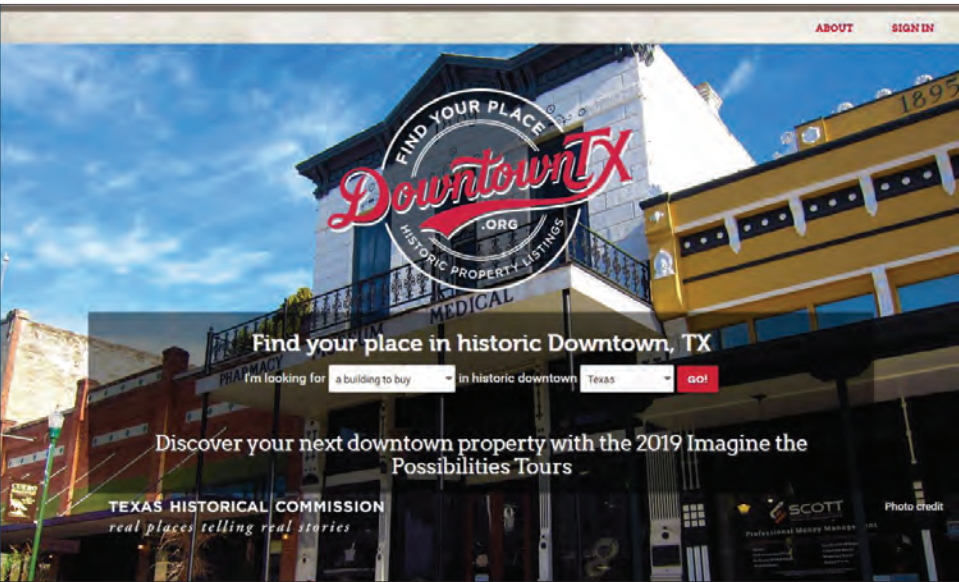 ABOUT SIGN IN
1895
FIND YOUR PLACE
DowntownTX
.ORG
HISTORIC PROPERTY LISTINGS
MEDICAL
MUSEUM
PHARMACY
Find your place in historic Downtown, TX
I'm looking for a building to buy in historic downtown Texas GO!
Discover your next downtown property with the 2019 Imagine the
Possibilities Tours
TEXAS HISTORICAL COMMISSION
real places telling real stories
SCOTT
Professional Money Management
Photo credit